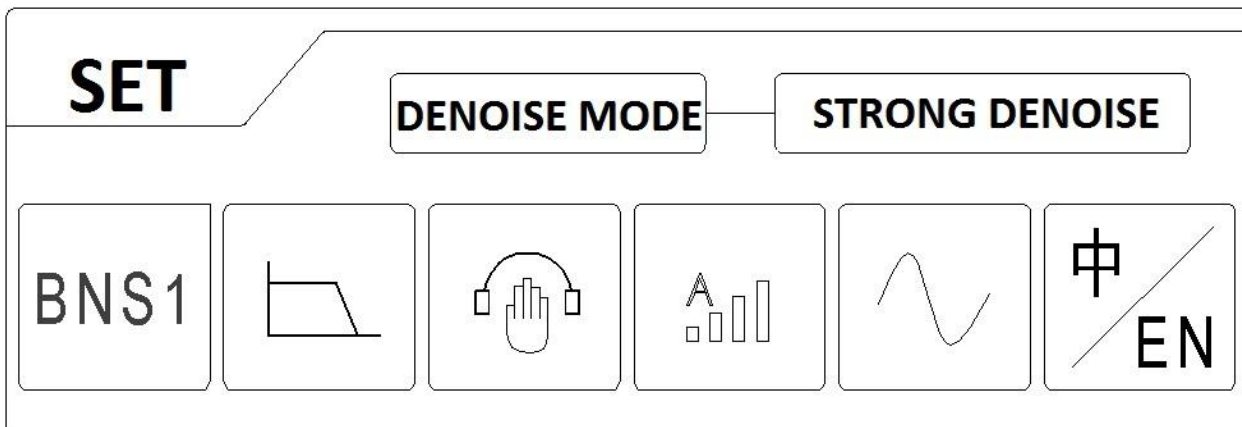 SET
DENOISE MODE
STRONG DENOISE
BNS1
A
中
EN